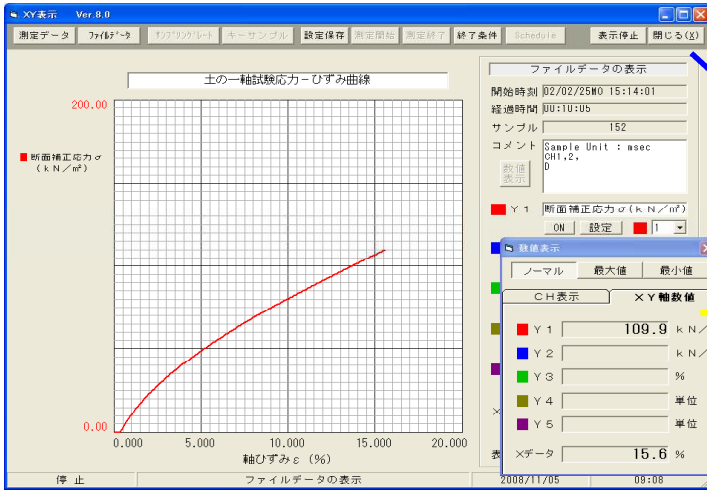 XY表示 Ver.8.0
測定データ ファイルデータ サンプリングレート キーサンプル 設定保存 測定開始 測定終了 終了条件 Schedule 表示停止 閉じる(X)
土の一軸試験応力－ひずみ曲線
200.00
断面補正応力σ
(ｋＮ／㎡)
0.00
0.000 5.000 10.000 15.000 20.000
軸ひずみε (%)
ファイルデータの表示
開始時刻 02/02/25MO 15:14:01
経過時間 00:10:05
サンプル 152
コメント Sample Unit : msec
CH1,2,
D
数値
表示
Ｙ１ 断面補正応力σ(ｋＮ／㎡)
ON 設定 1
数値表示
ノーマル 最大値 最小値
ＣＨ表示 ＸＹ軸数値
Ｙ１ 109.9 ｋＮ／
Ｙ２ ｋＮ／
Ｙ３ %
Ｙ４ 単位
Ｙ５ 単位
Ｘデータ 15.6 %
表
停 止 ファイルデータの表示 2008/11/05 09:08